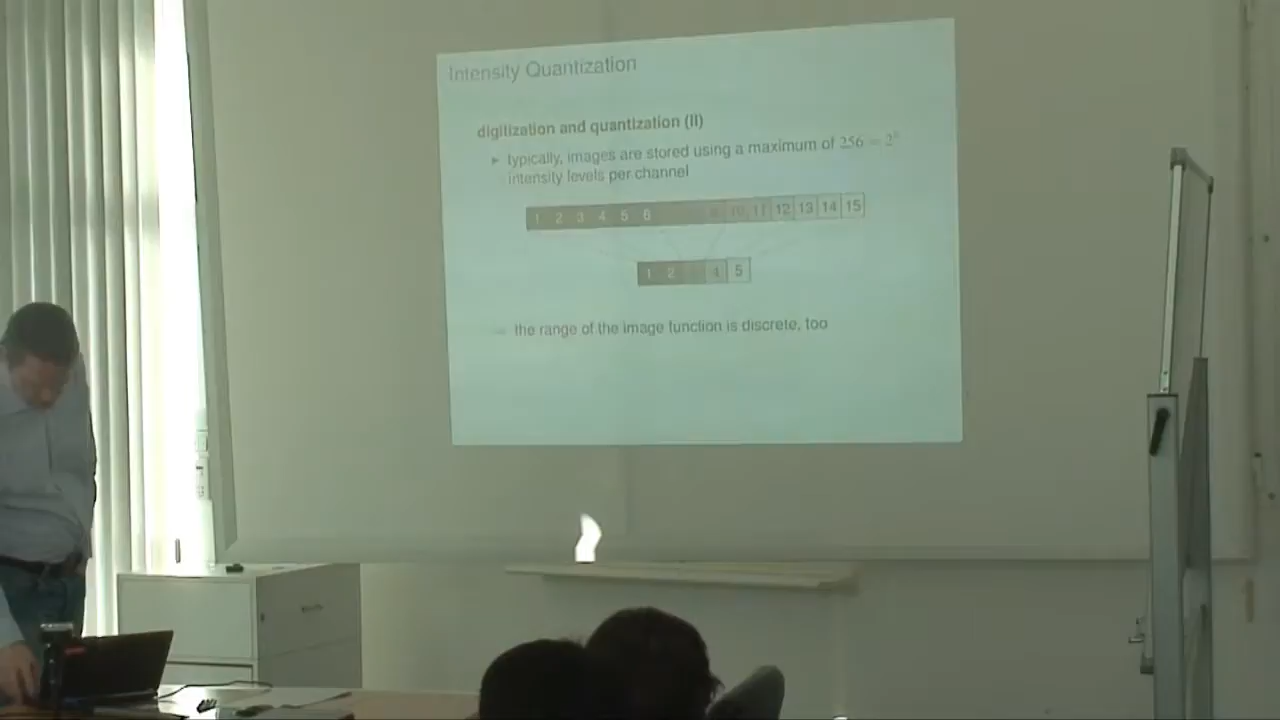 Intensity Quantization
digitization and quantization (II)
typically, images are stored using a maximum of 256 = 2⁸
intensity levels per channel
1 2 3 4 5 6 9 10 11 12 13 14 15
1 2 4 5
the range of the image function is discrete, too